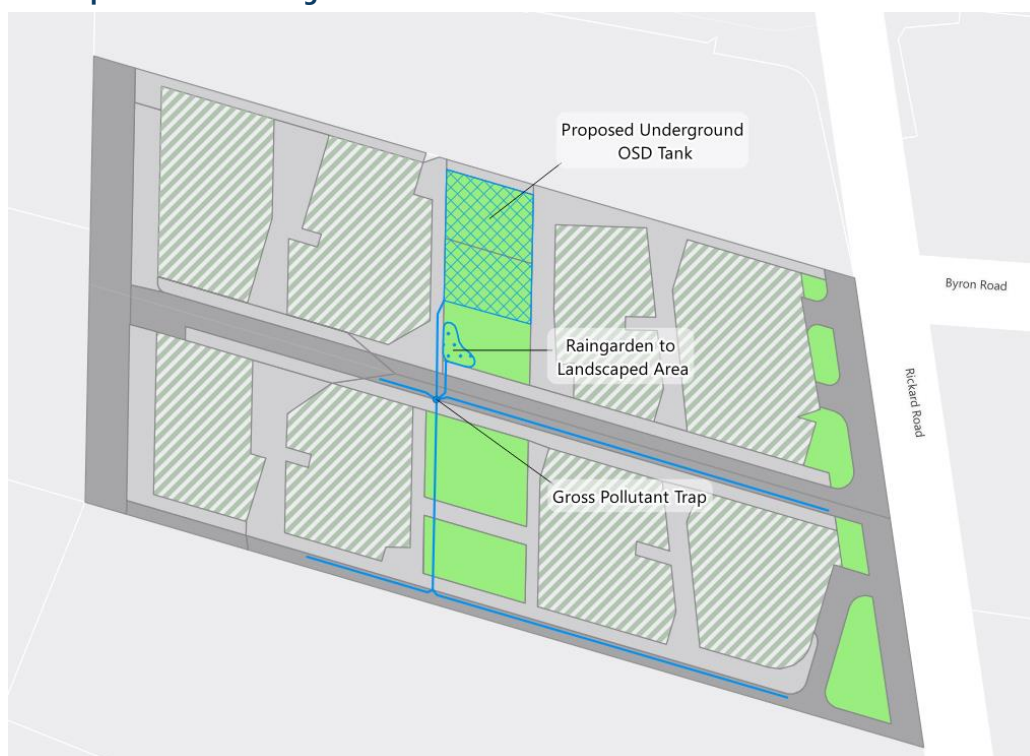 Proposed Underground
OSD Tank
Byron Road
Raingarden to
Landscaped Area
Rickard Road
Gross Pollutant Trap